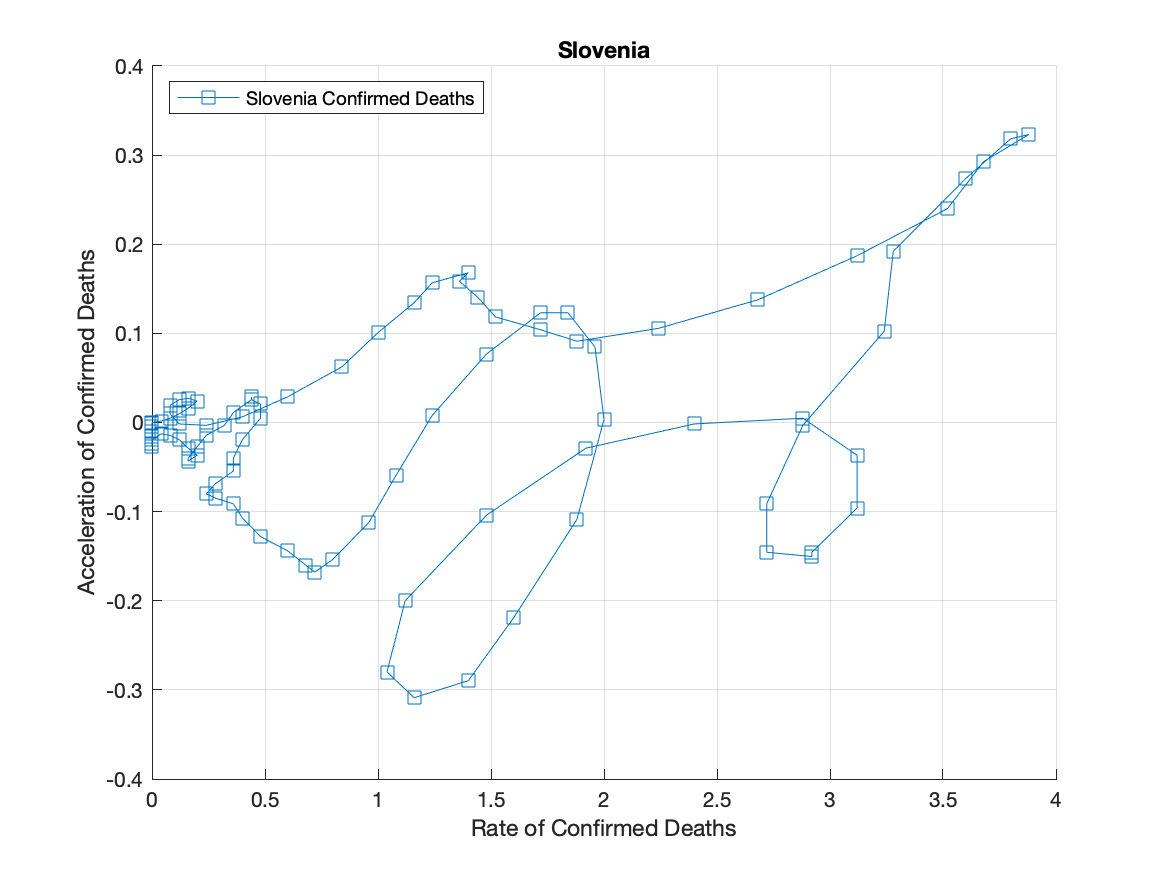 Slovenia
Slovenia Confirmed Deaths
0.4
0.3
0.2
0.1
0
-0.1
-0.2
-0.3
-0.4
Acceleration of Confirmed Deaths
0 0.5 1 1.5 2 2.5 3 3.5 4
Rate of Confirmed Deaths